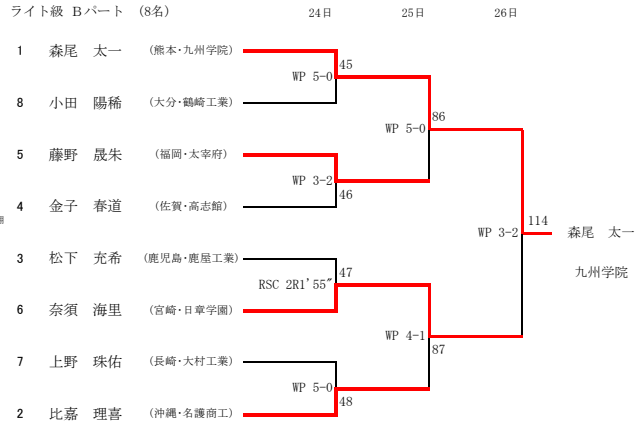 ライト級 Bパート (8名) 24日 25日 26日
1 森尾 太一 (熊本・九州学院)
45
WP 5-0
8 小田 陽稀 (大分・鶴崎工業)
86
WP 5-0
5 藤野 晟朱 (福岡・太宰府)
WP 3-2
46
4 金子 春道 (佐賀・高志館)
114
WP 3-2 森尾 太一
3 松下 充希 (鹿児島・鹿屋工業)
九州学院
47
RSC 2R1'55"
6 奈須 海里 (宮崎・日章学園)
WP 4-1
87
7 上野 珠佑 (長崎・大村工業)
WP 5-0
48
2 比嘉 理喜 (沖縄・名護商工)